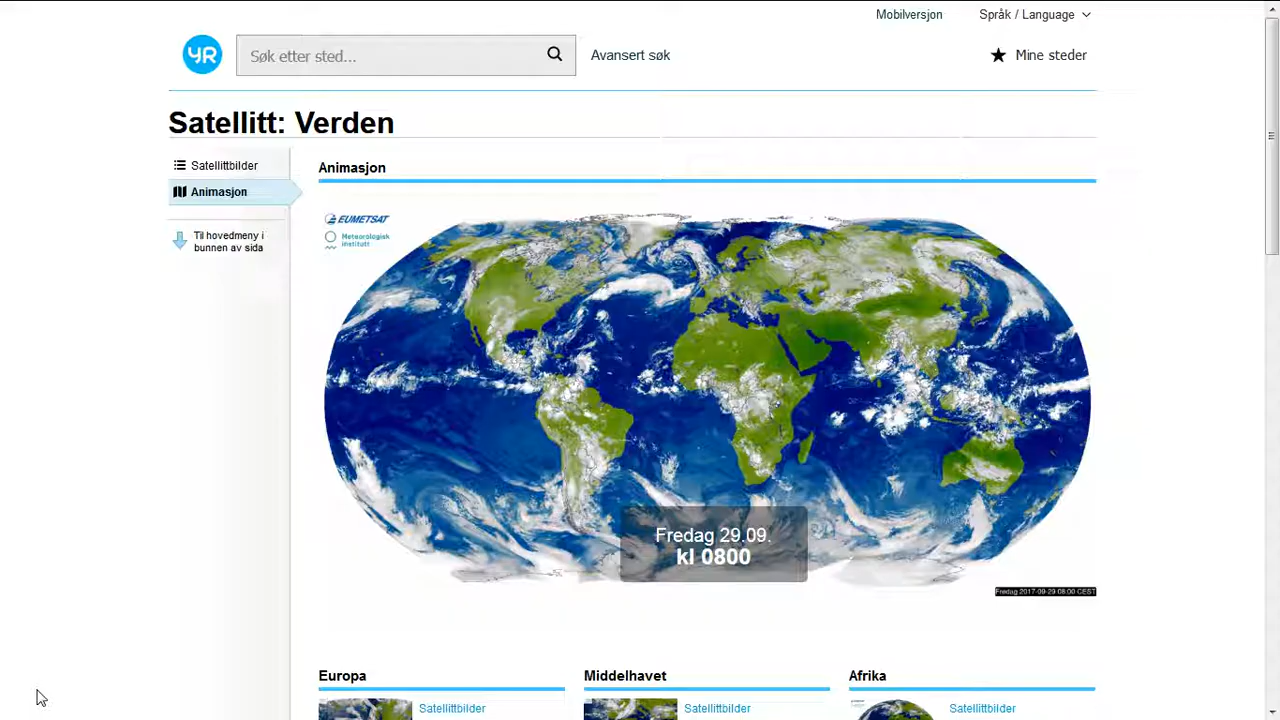 Mobilversjon
Språk / Language
YR
Søk etter sted...
Avansert søk
Mine steder
Satellitt: Verden
Satellittbilder
Animasjon
Til hovedmeny i
bunnen av sida
Animasjon
EUMETSAT
Meteorologisk
institutt
Fredag 29.09.
kl 0800
Fredag 2017-09-29 08:00 CEST
Europa
Middelhavet
Afrika
Satellittbilder
Satellittbilder
Satellittbilder